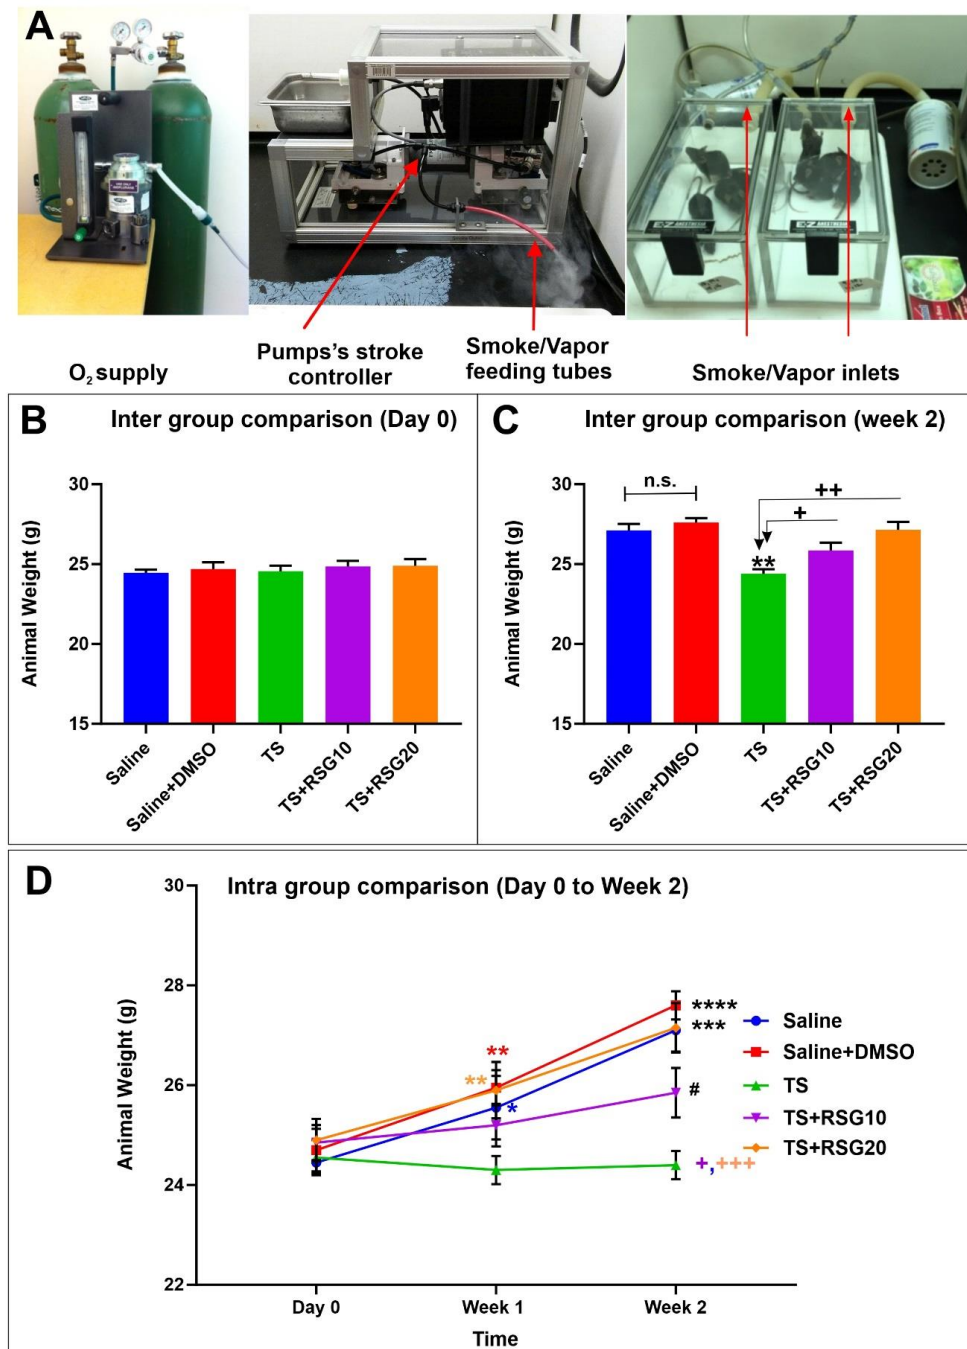 A
O₂ supply
Pumps's stroke
controller
Smoke/Vapor
feeding tubes
Smoke/Vapor inlets
B
Inter group comparison (Day 0)
30
25
20
15
Animal Weight (g)
Saline
Saline+DMSO
TS
TS+RSG10
TS+RSG20
C
Inter group comparison (week 2)
30
25
20
15
Animal Weight (g)
n.s.
++
+
**
Saline
Saline+DMSO
TS
TS+RSG10
TS+RSG20
D
Intra group comparison (Day 0 to Week 2)
30
28
26
24
22
Animal Weight (g)
**
**
*
****
***
#
+,+++
Saline
Saline+DMSO
TS
TS+RSG10
TS+RSG20
Day 0
Week 1
Week 2
Time